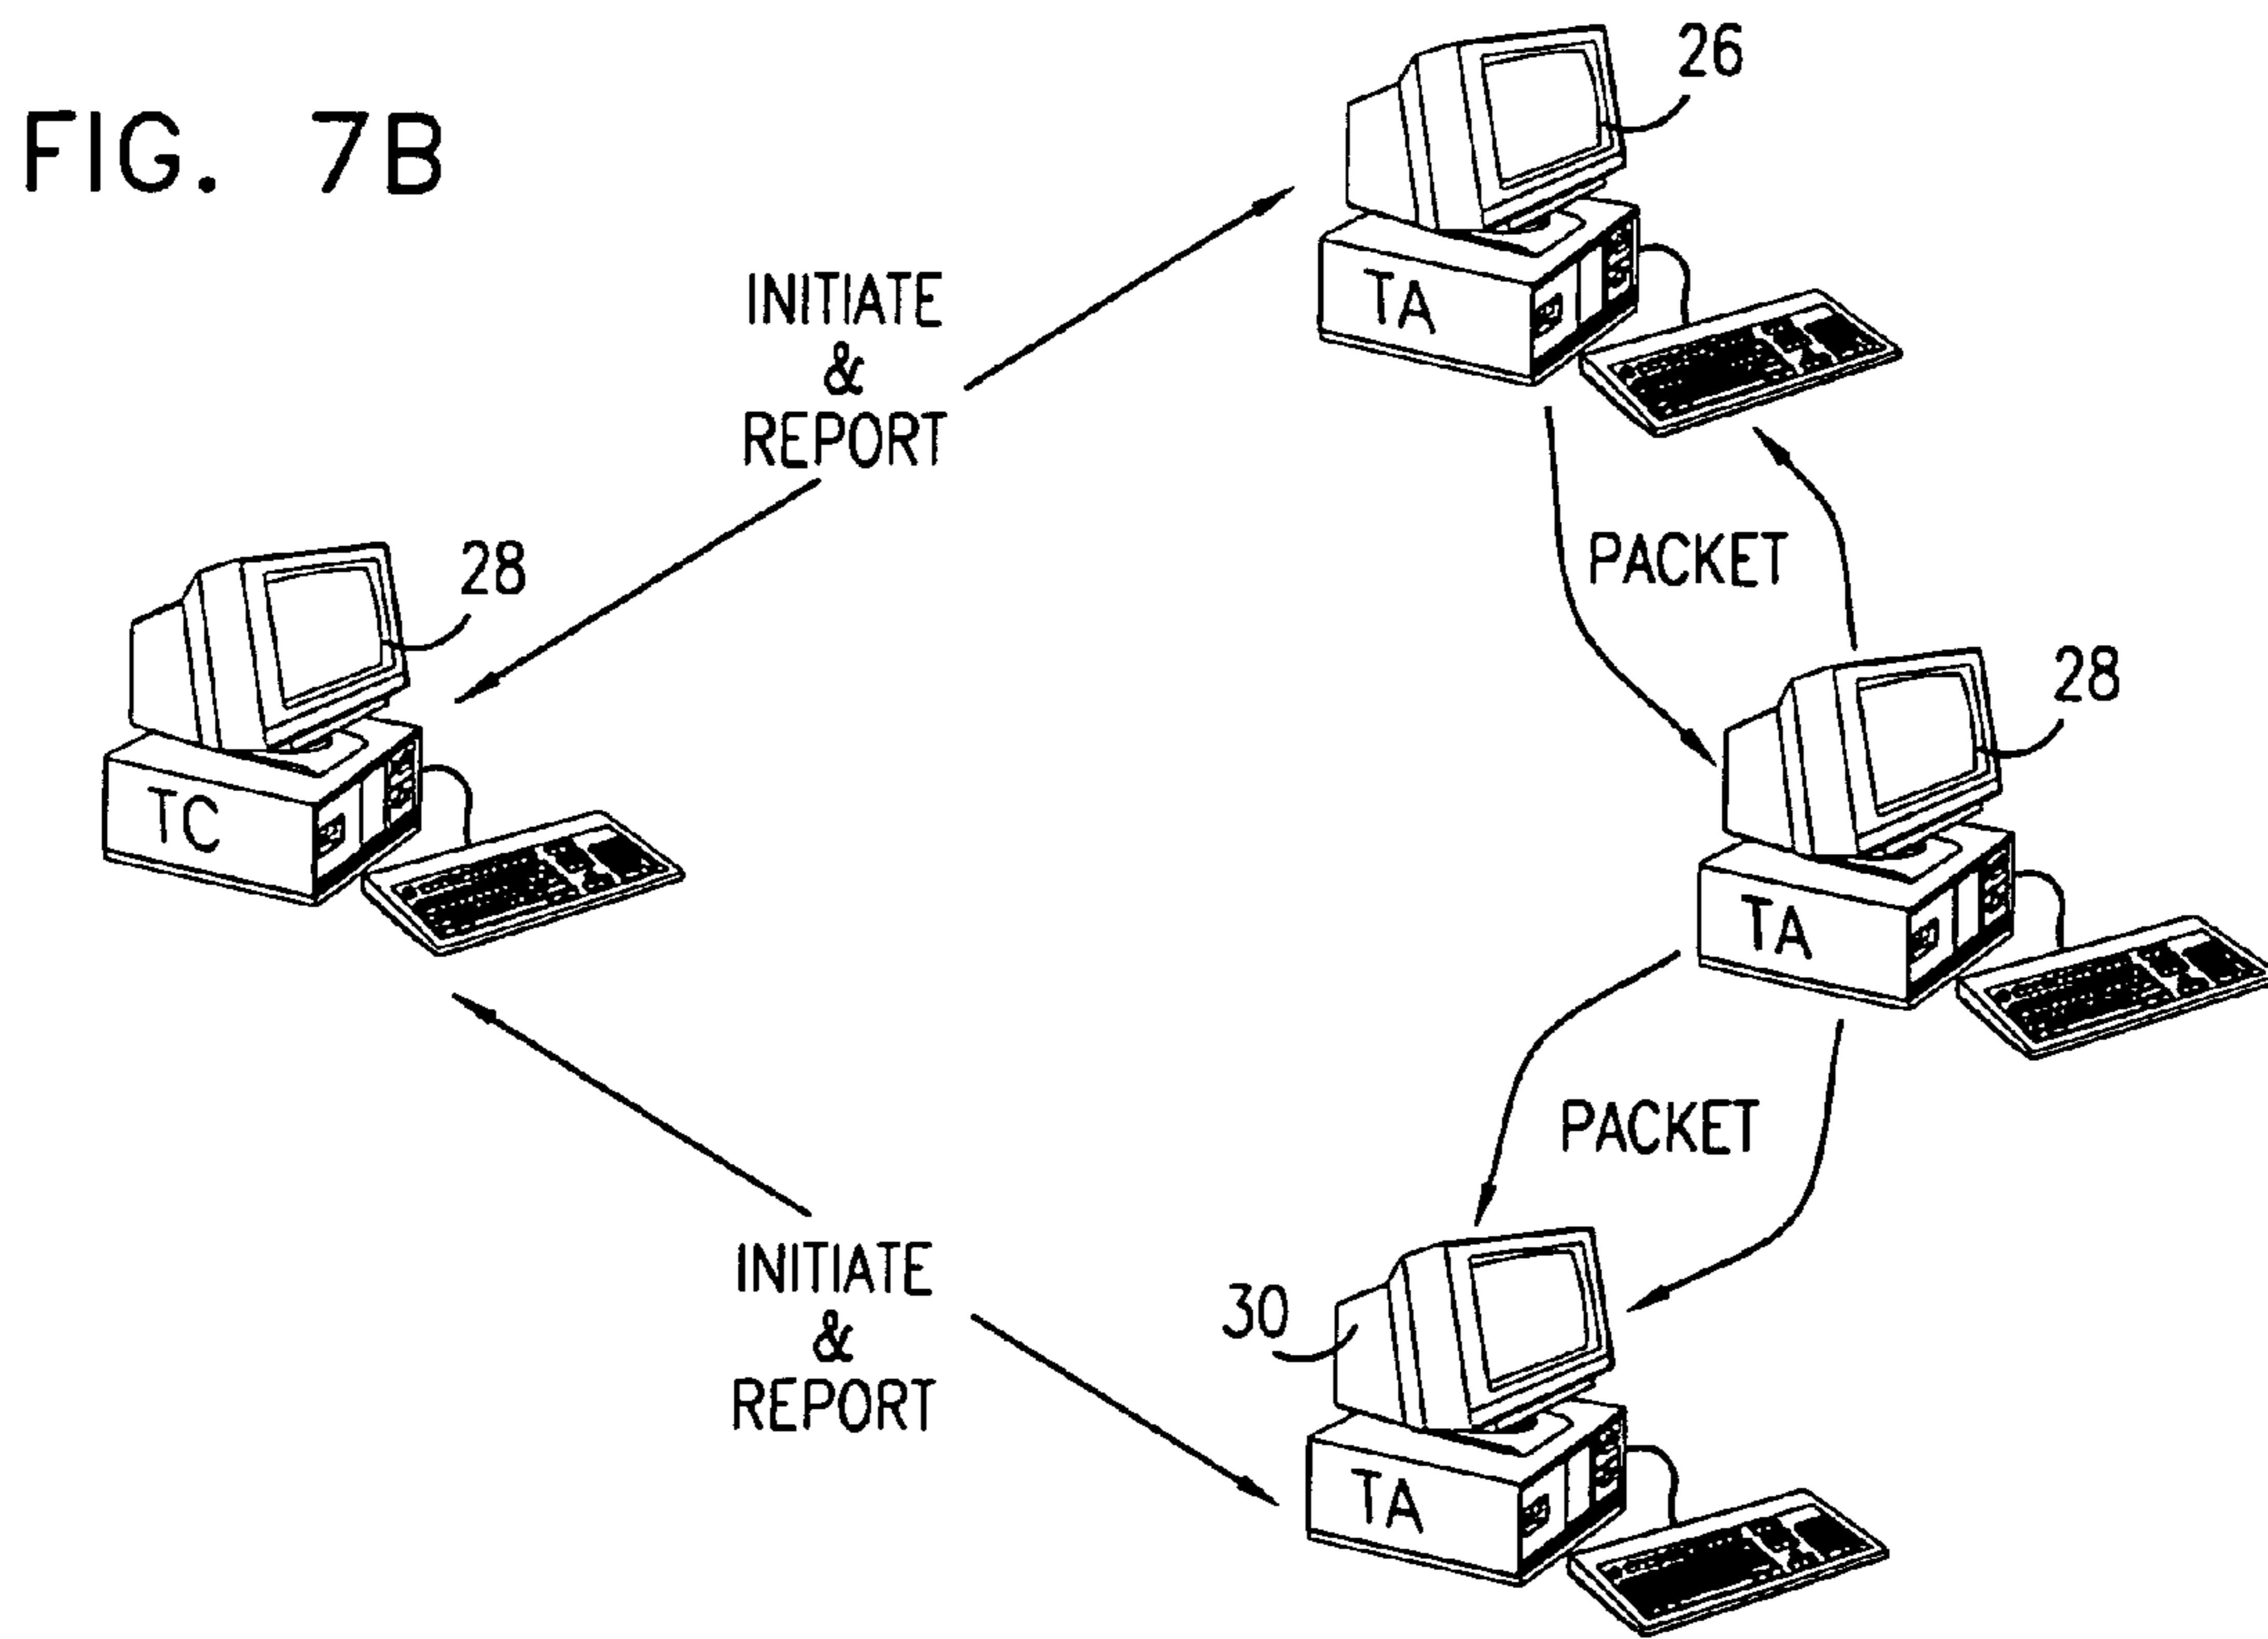 FIG. 7B
26
INITIATE
&
REPORT
TA
PACKET
28
TC
28
TA
PACKET
INITIATE
&
REPORT
30
TA